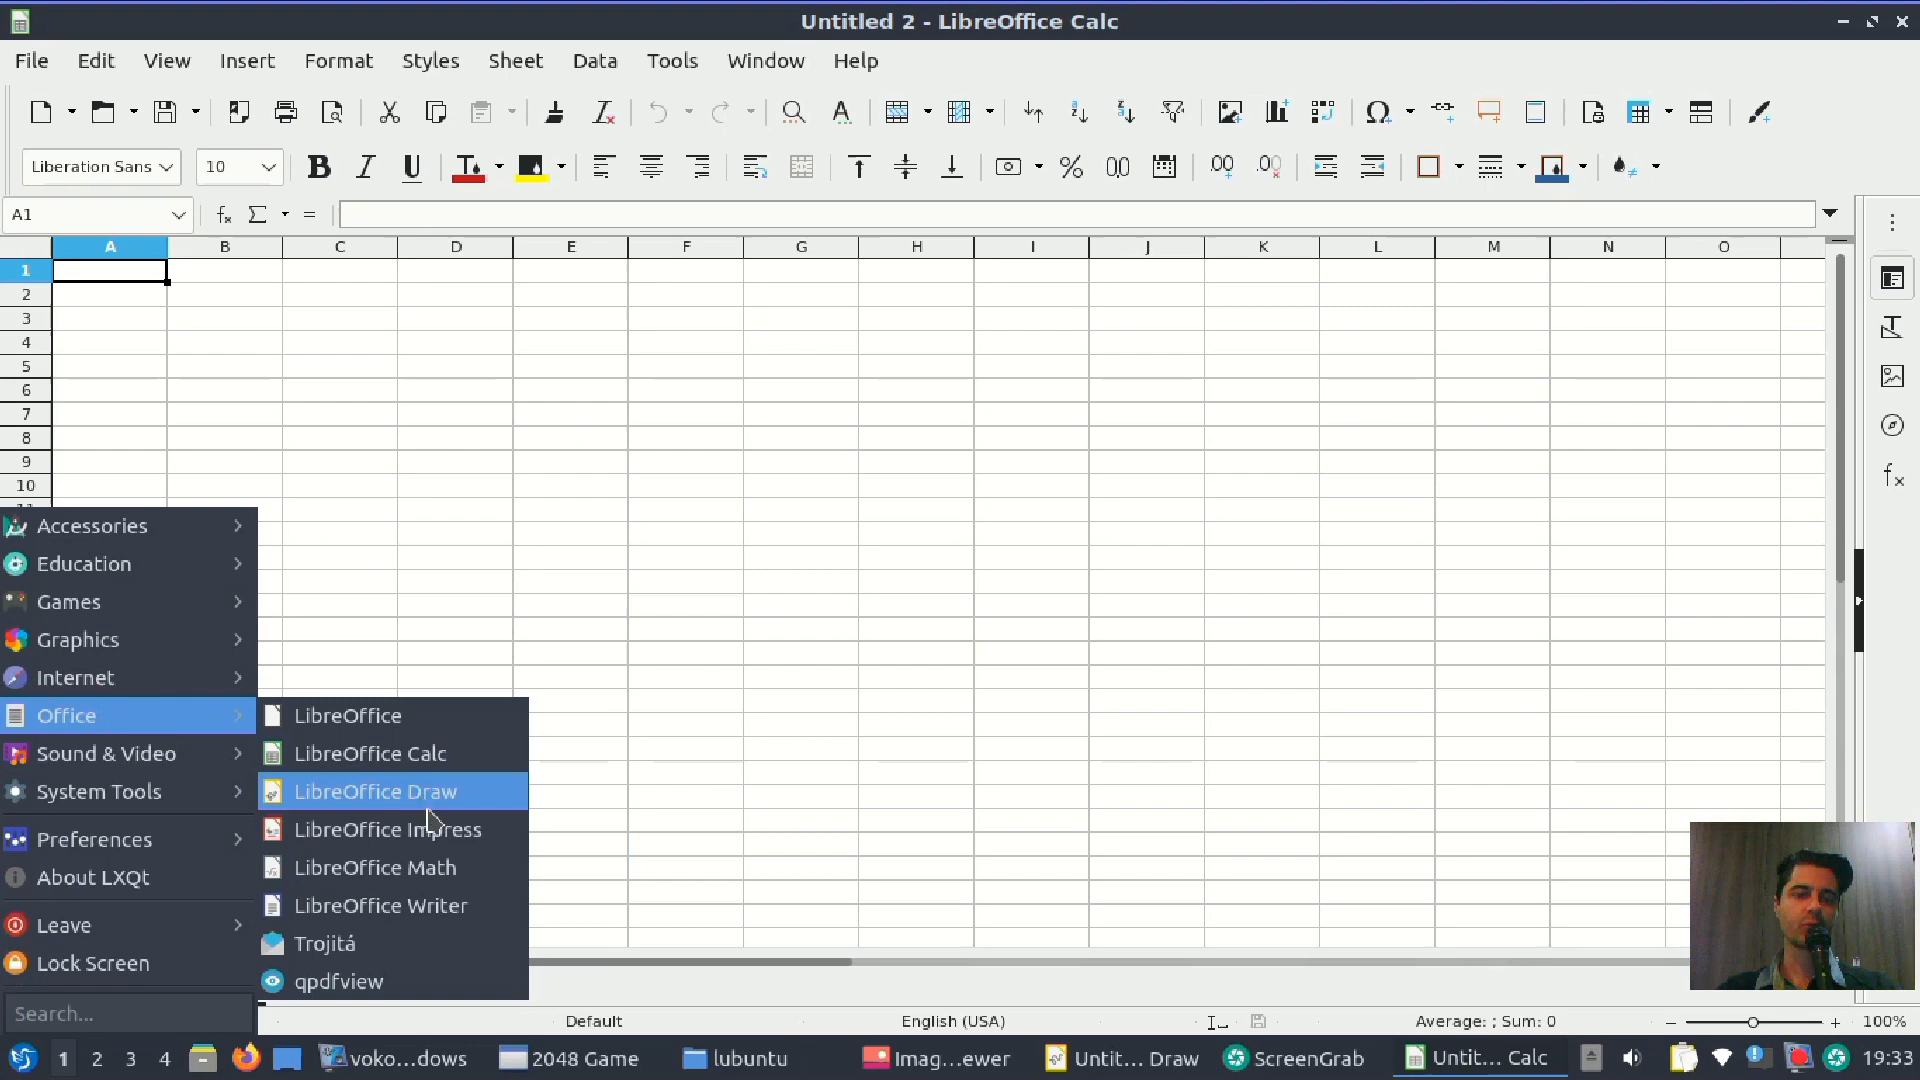 Untitled 2 - LibreOffice Calc
File Edit View Insert Format Styles Sheet Data Tools Window Help
Liberation Sans 10
A1
A B C D E F G H I J K L M N O
1
2
3
4
5
6
7
8
9
10
Accessories
Education
Games
Graphics
Internet
Office
Sound & Video
System Tools
Preferences
About LXQt
Leave
Lock Screen
Search...
LibreOffice
LibreOffice Calc
LibreOffice Draw
LibreOffice Impress
LibreOffice Math
LibreOffice Writer
Trojitá
qpdfview
Default English (USA) Average: ; Sum: 0 100%
1 2 3 4 voko...dows 2048 Game lubuntu Imag...ewer Untit... Draw ScreenGrab Untit... Calc 19:33